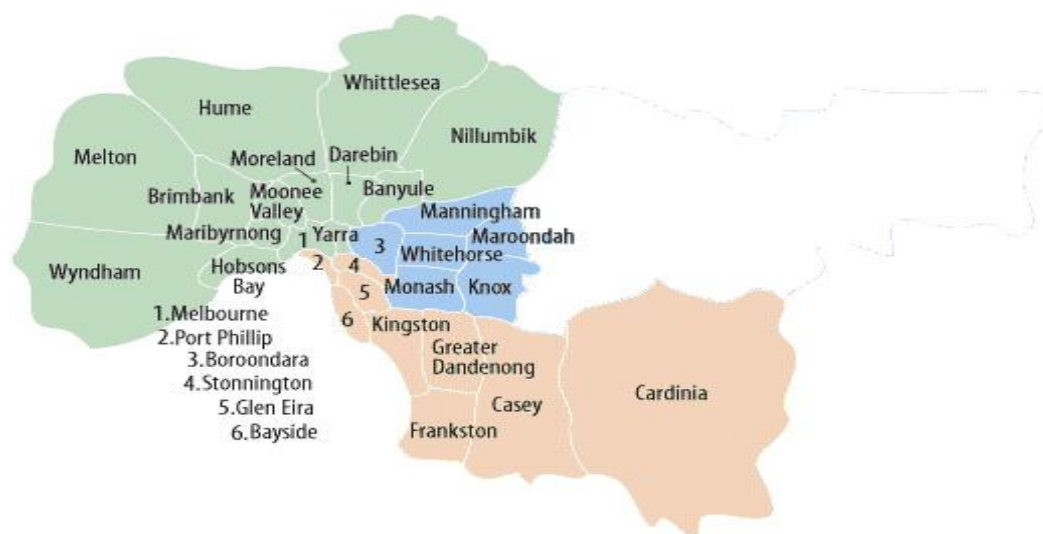 Whittlesea
Hume
Nillumbik
Melton
Moreland
Darebin
Brimbank
Moonee
Valley
Banyule
Manningham
Maribyrnong
1
Yarra
3
Maroondah
Whitehorse
Wyndham
Hobsons
Bay
2
4
Monash
Knox
5
6
Kingston
1.Melbourne
2.Port Phillip
3.Boroondara
4.Stonnington
5.Glen Eira
6.Bayside
Greater
Dandenong
Cardinia
Casey
Frankston